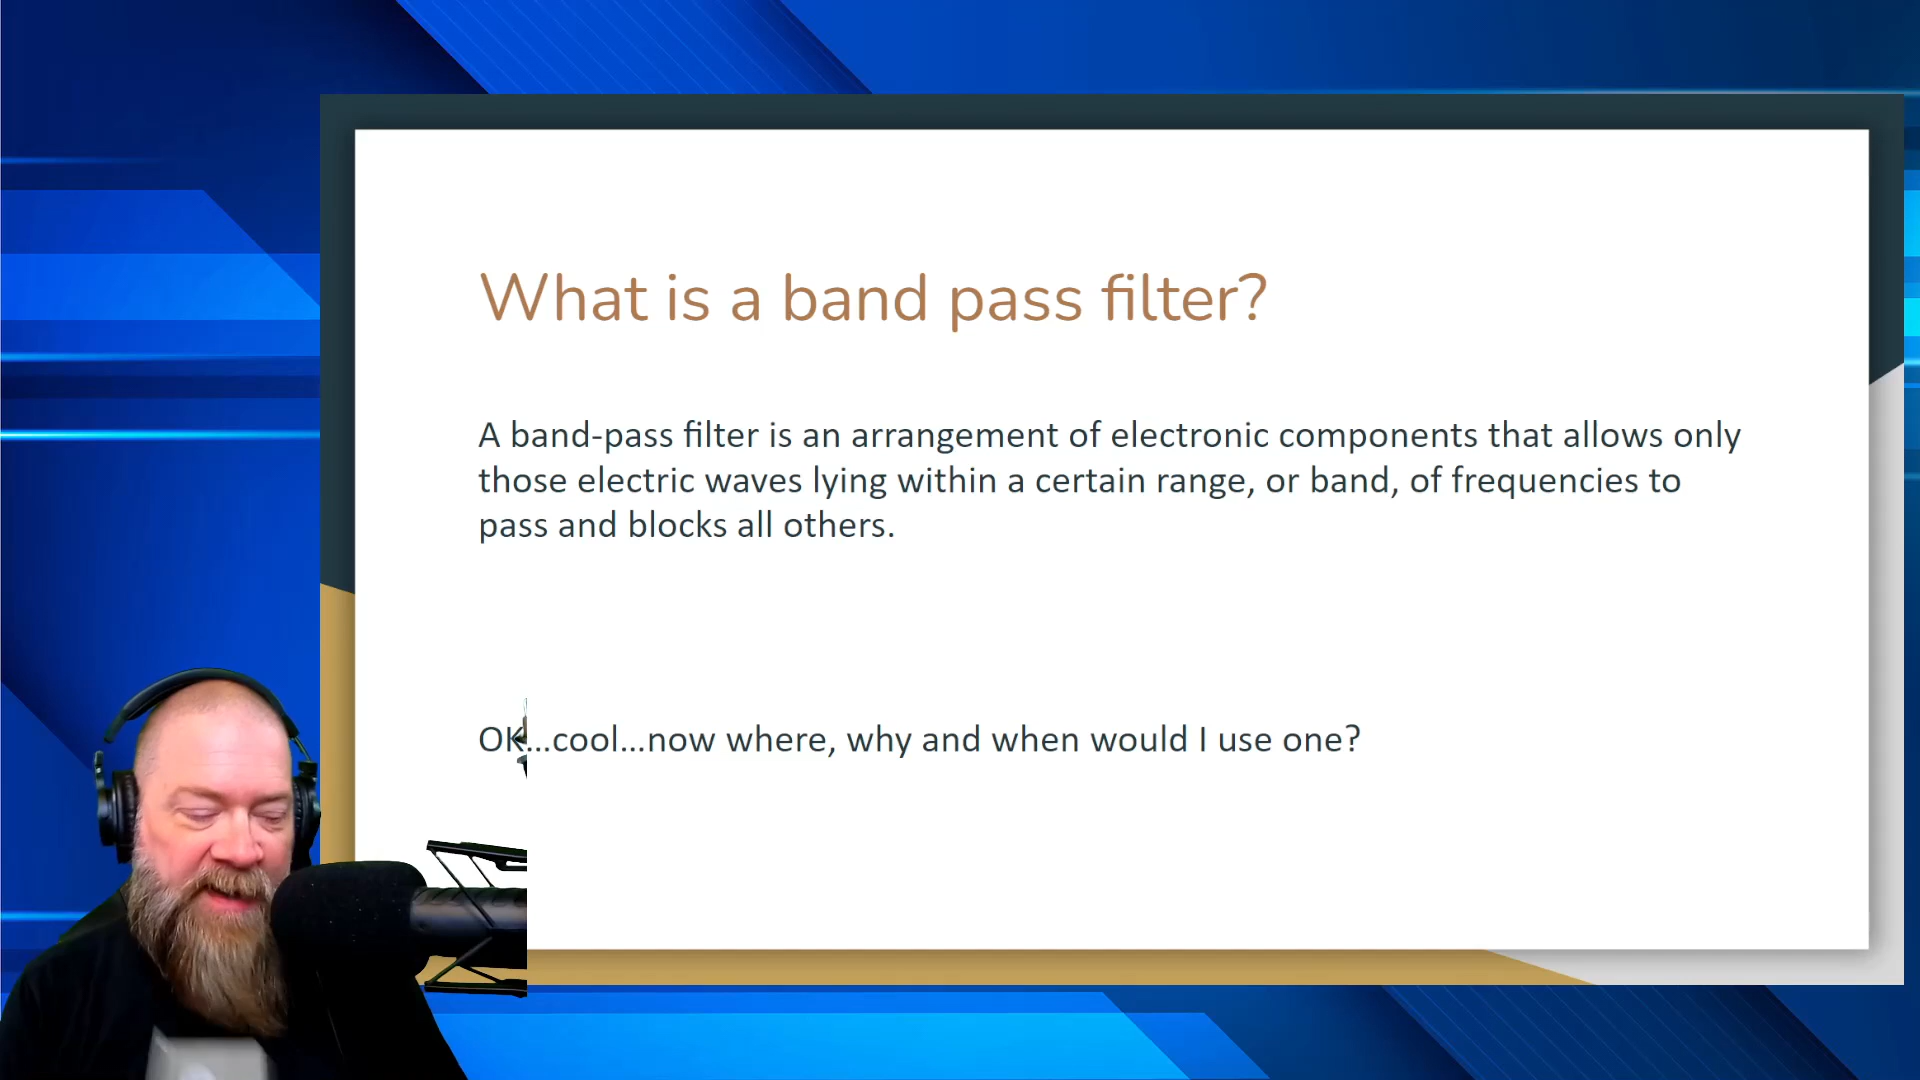 What is a band pass filter?
A band-pass filter is an arrangement of electronic components that allows only
those electric waves lying within a certain range, or band, of frequencies to
pass and blocks all others.
OK...cool...now where, why and when would I use one?